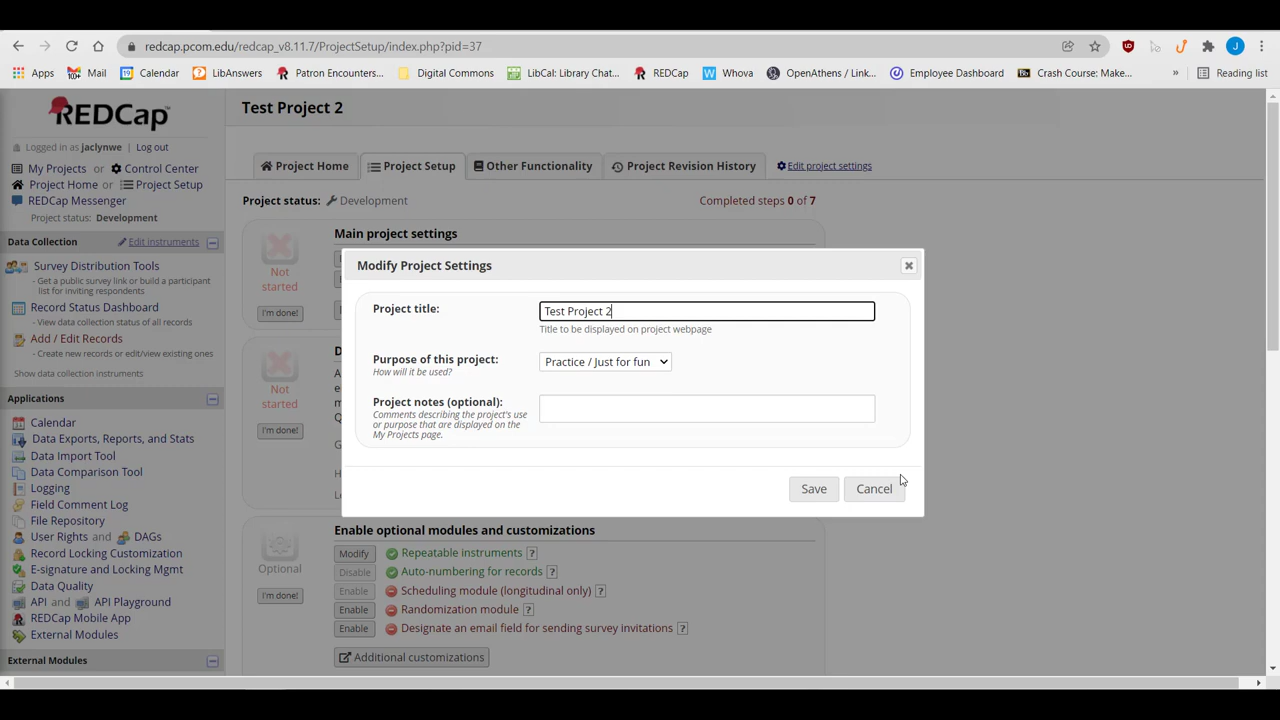 redcap.pcom.edu/redcap_v8.11.7/ProjectSetup/index.php?pid=37
J
Apps
Mail
Calendar
LibAnswers
Patron Encounters...
Digital Commons
LibCal: Library Chat...
REDCap
Whova
OpenAthens / Link...
Employee Dashboard
Crash Course: Make...
»
Reading list
REDCap
Logged in as jaclynwe | Log out
My Projects or Control Center
Project Home or Project Setup
REDCap Messenger
Project status: Development
Data Collection
Edit instruments
Survey Distribution Tools
- Get a public survey link or build a participant
list for inviting respondents
Record Status Dashboard
- View data collection status of all records
Add / Edit Records
- Create new records or edit/view existing ones
Show data collection instruments
Applications
Calendar
Data Exports, Reports, and Stats
Data Import Tool
Data Comparison Tool
Logging
Field Comment Log
File Repository
User Rights and DAGs
Record Locking Customization
E-signature and Locking Mgmt
Data Quality
API and API Playground
REDCap Mobile App
External Modules
External Modules
Test Project 2
Project Home
Project Setup
Other Functionality
Project Revision History
Edit project settings
Project status: Development
Completed steps 0 of 7
Main project settings
Not
started
I'm done!
Modify Project Settings
Project title:
Test Project 2
Title to be displayed on project webpage
Purpose of this project:
How will it be used?
Practice / Just for fun
Project notes (optional):
Comments describing the project's use
or purpose that are displayed on the
My Projects page.
Save
Cancel
Not
started
I'm done!
Enable optional modules and customizations
Optional
I'm done!
Modify Repeatable instruments ?
Disable Auto-numbering for records ?
Enable Scheduling module (longitudinal only) ?
Enable Randomization module ?
Enable Designate an email field for sending survey invitations ?
Additional customizations